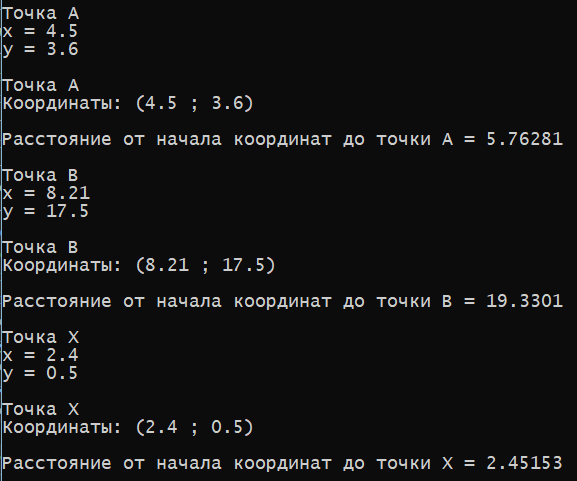 Точка A
x = 4.5
y = 3.6
Точка A
Координаты: (4.5 ; 3.6)
Расстояние от начала координат до точки A = 5.76281
Точка B
x = 8.21
y = 17.5
Точка B
Координаты: (8.21 ; 17.5)
Расстояние от начала координат до точки B = 19.3301
Точка X
x = 2.4
y = 0.5
Точка X
Координаты: (2.4 ; 0.5)
Расстояние от начала координат до точки X = 2.45153